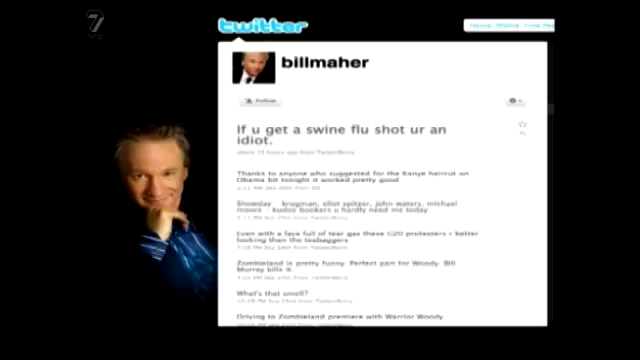 7
twitter
billmaher
Follow
If u get a swine flu shot ur an
idiot.
Thanks to anyone who suggested for the Kanye haircut on
Obama bit tonight it worked pretty good
Showday krugman, eliot spitzer, john waters, michael
moore - kudos bookers u hardly need me today
Even with a face full of tear gas these G20 protesters r better
looking than the teabaggers
Zombieland is pretty funny. Perfect part for Woody. Bill
Murray bills it
What's that smell?
Driving to Zombieland premiere with Warrior Woody